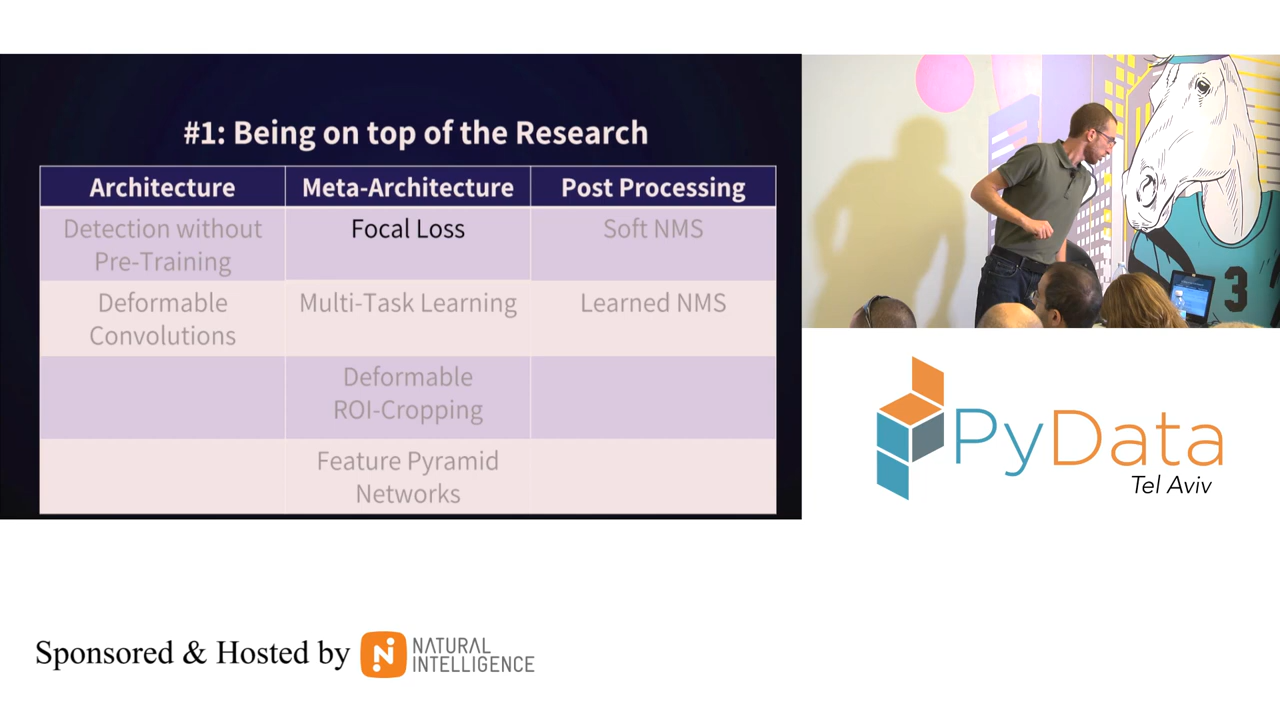 #1: Being on top of the Research
Architecture
Meta-Architecture
Post Processing
Detection without
Pre-Training
Focal Loss
Soft NMS
Deformable
Convolutions
Multi-Task Learning
Learned NMS
Deformable
ROI-Cropping
Feature Pyramid
Networks
3
PyData
Tel Aviv
Sponsored & Hosted by
NATURAL
INTELLIGENCE